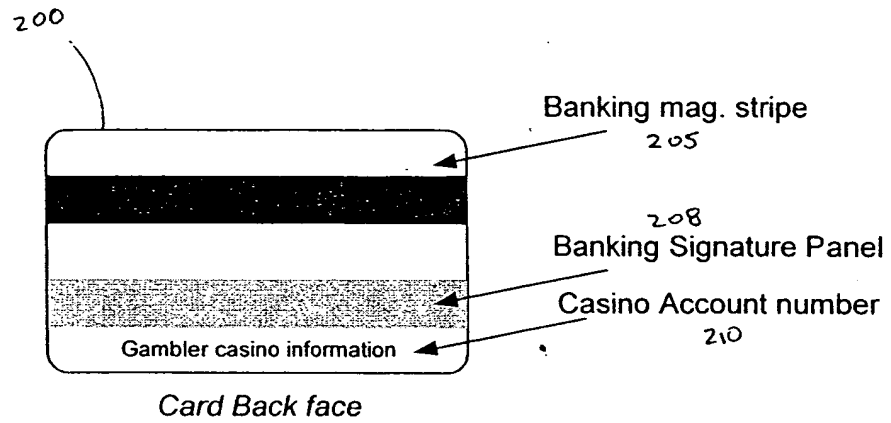 200
Banking mag. stripe
205
208
Banking Signature Panel
Casino Account number
210
Gambler casino information
Card Back face